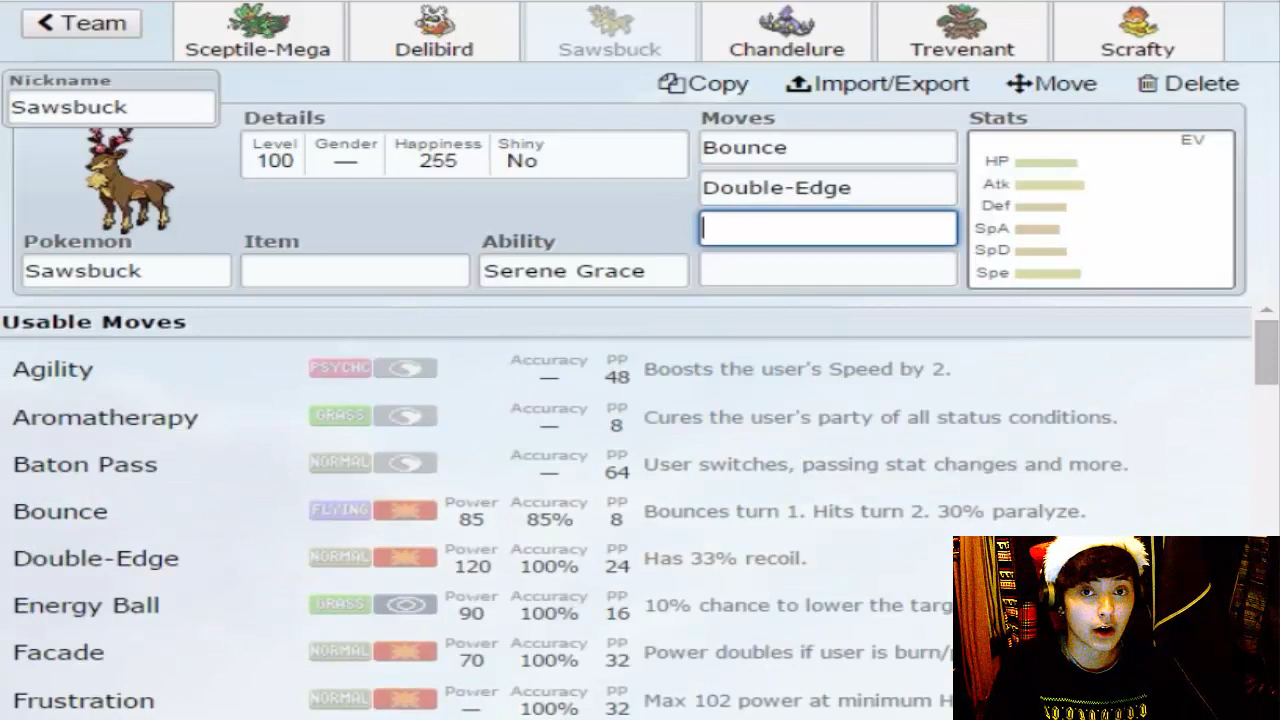 Team
Sceptile-Mega
Delibird
Sawsbuck
Chandelure
Trevenant
Scrafty
Nickname
Sawsbuck
Copy
Import/Export
Move
Delete
Details
Level
100
Gender
—
Happiness
255
Shiny
No
Pokemon
Sawsbuck
Item
Ability
Serene Grace
Moves
Bounce
Double-Edge
Stats
EV
HP
Atk
Def
SpA
SpD
Spe
Usable Moves
Agility PSYCHC Accuracy — PP 48 Boosts the user's Speed by 2.
Aromatherapy GRASS Accuracy — PP 8 Cures the user's party of all status conditions.
Baton Pass NORMAL Accuracy — PP 64 User switches, passing stat changes and more.
Bounce FLYING Power 85 Accuracy 85% PP 8 Bounces turn 1. Hits turn 2. 30% paralyze.
Double-Edge NORMAL Power 120 Accuracy 100% PP 24 Has 33% recoil.
Energy Ball GRASS Power 90 Accuracy 100% PP 16 10% chance to lower the targ
Facade NORMAL Power 70 Accuracy 100% PP 32 Power doubles if user is burn/
Frustration NORMAL Power — Accuracy 100% PP 32 Max 102 power at minimum H